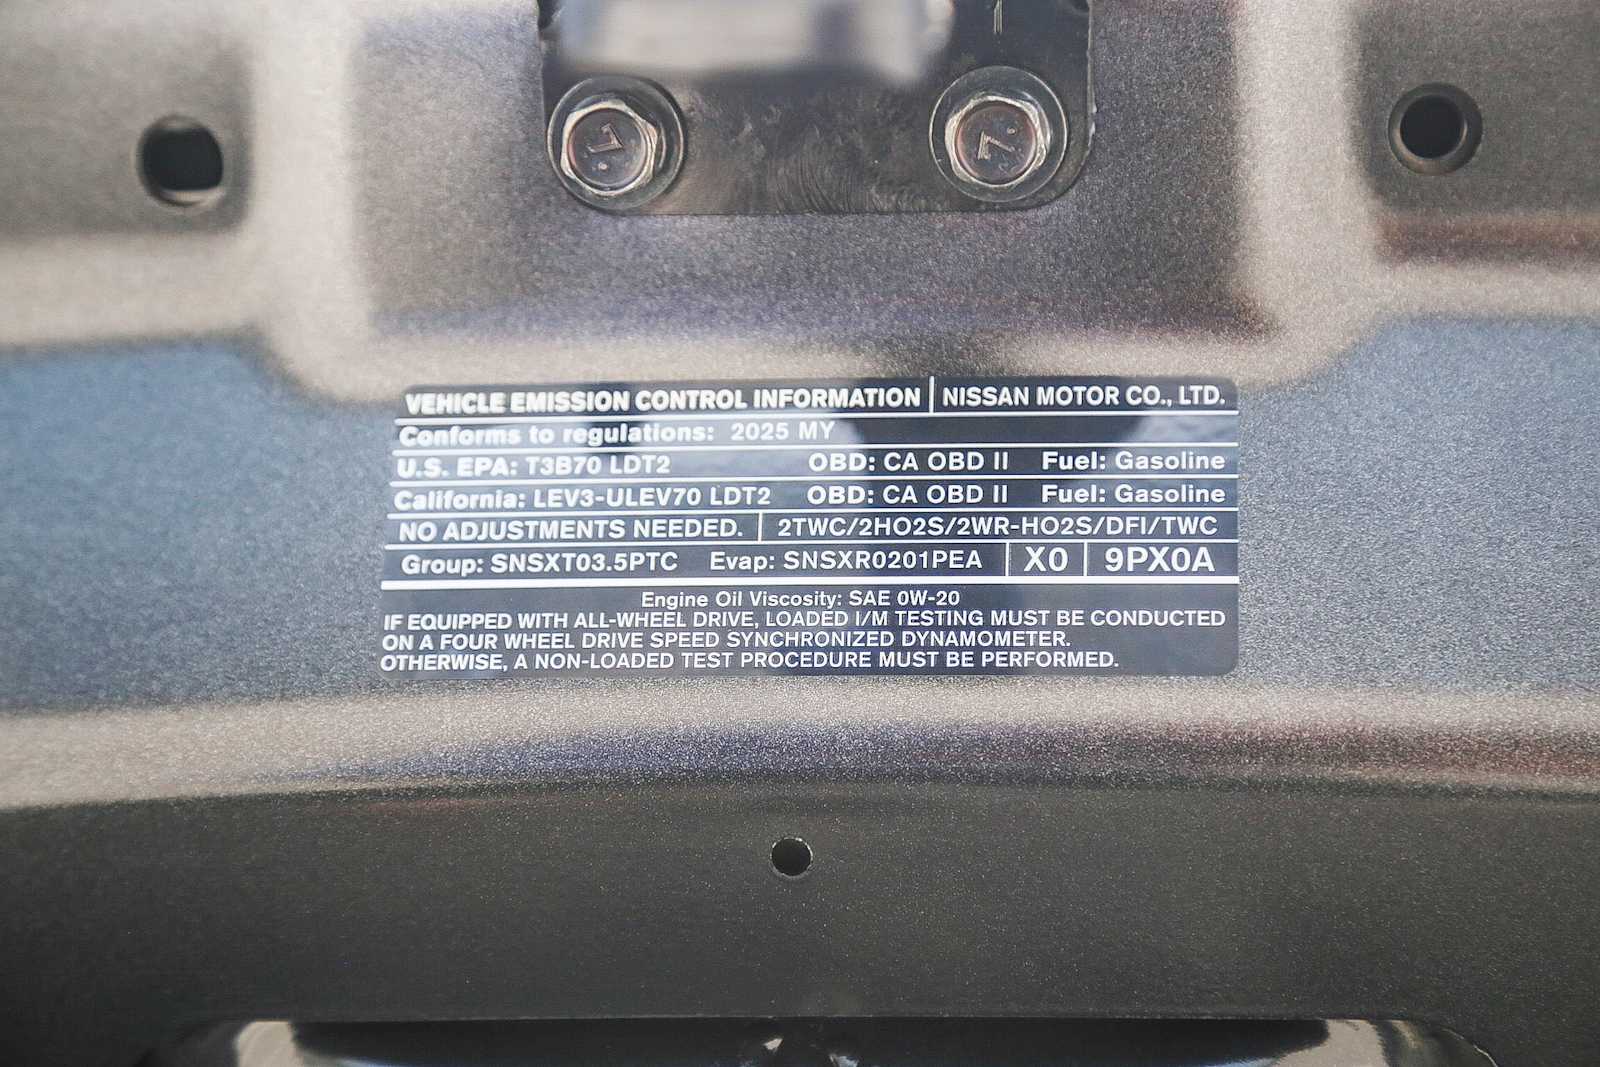 VEHICLE EMISSION CONTROL INFORMATION NISSAN MOTOR CO., LTD.
Conforms to regulations: 2025 MY
U.S. EPA: T3B70 LDT2 OBD: CA OBD II Fuel: Gasoline
California: LEV3-ULEV70 LDT2 OBD: CA OBD II Fuel: Gasoline
NO ADJUSTMENTS NEEDED. 2TWC/2HO2S/2WR-HO2S/DFI/TWC
Group: SNSXT03.5PTC Evap: SNSXR0201PEA X0 9PX0A
Engine Oil Viscosity: SAE 0W-20
IF EQUIPPED WITH ALL-WHEEL DRIVE, LOADED I/M TESTING MUST BE CONDUCTED
ON A FOUR WHEEL DRIVE SPEED SYNCHRONIZED DYNAMOMETER.
OTHERWISE, A NON-LOADED TEST PROCEDURE MUST BE PERFORMED.